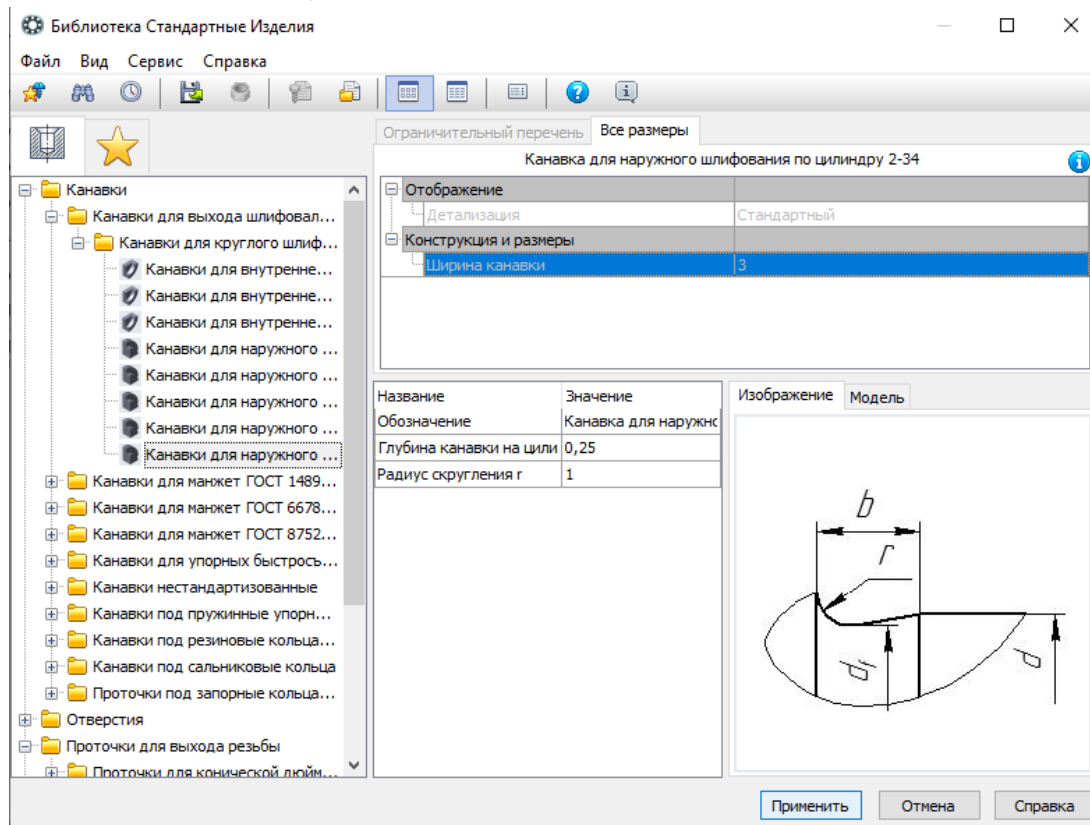 Библиотека Стандартные Изделия
Файл Вид Сервис Справка
Ограничительный перечень Все размеры
Канавка для наружного шлифования по цилиндру 2-34
Отображение
Детализация Стандартный
Конструкция и размеры
Ширина канавки 3
Канавки
Канавки для выхода шлифовал...
Канавки для круглого шлиф...
Канавки для внутренне...
Канавки для внутренне...
Канавки для внутренне...
Канавки для наружного ...
Канавки для наружного ...
Канавки для наружного ...
Канавки для наружного ...
Канавки для наружного ...
Канавки для манжет ГОСТ 1489...
Канавки для манжет ГОСТ 6678...
Канавки для манжет ГОСТ 8752...
Канавки для упорных быстросъ...
Канавки нестандартизованные
Канавки под пружинные упорн...
Канавки под резиновые кольца...
Канавки под сальниковые кольца
Проточки под запорные кольца...
Отверстия
Проточки для выхода резьбы
Проточки для конической дюйм...
Название Значение
Обозначение Канавка для наружнс
Глубина канавки на цили 0,25
Радиус скругления r 1
Изображение Модель
b
r
d₁
d
Применить Отмена Справка